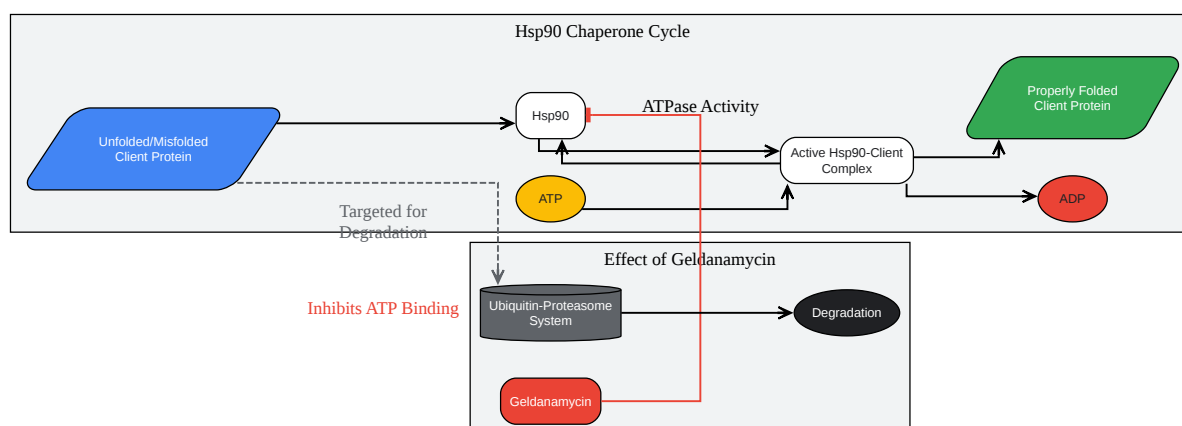 Hsp90 Chaperone Cycle
Properly Folded
Client Protein
ATPase Activity
Hsp90
Unfolded/Misfolded
Client Protein
Active Hsp90-Client
Complex
ATP
ADP
Targeted for
Degradation
Effect of Geldanamycin
Inhibits ATP Binding
Ubiquitin-Proteasome
System
Degradation
Geldanamycin